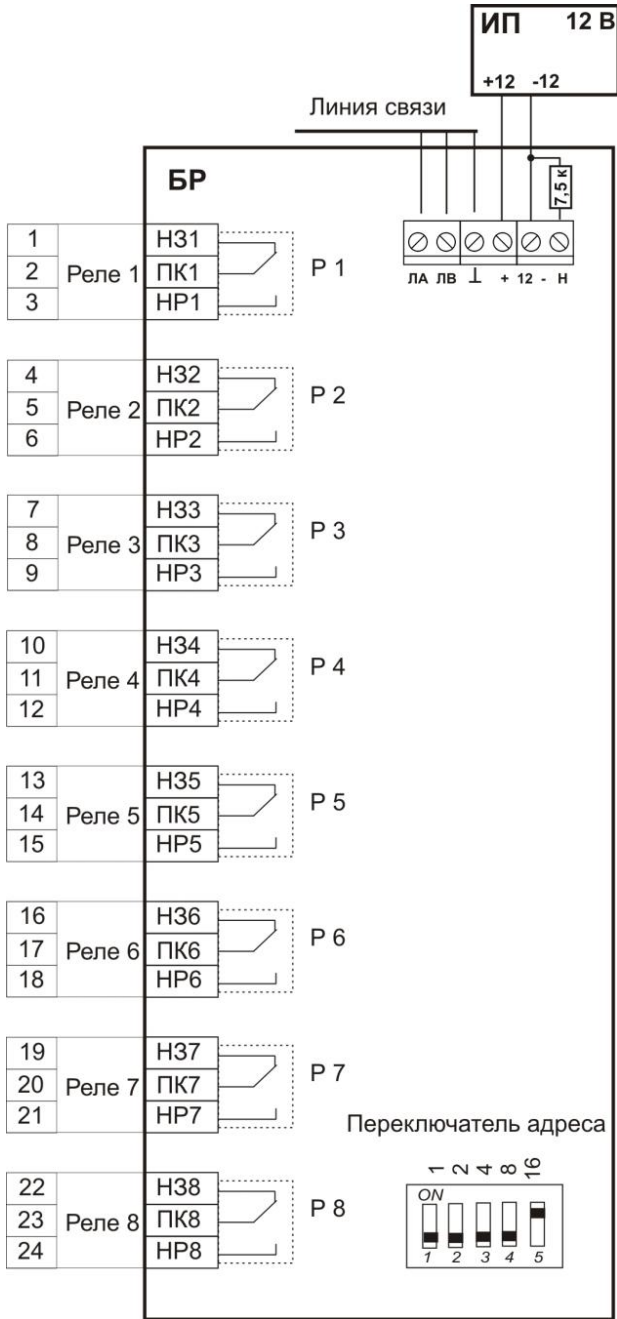 ИП 12 В
+12 -12
Линия связи
БР
7,5 к
ЛА ЛВ ⊥ + 12 - Н
1 НЗ1
2 Реле 1 ПК1 Р 1
3 НР1
4 НЗ2
5 Реле 2 ПК2 Р 2
6 НР2
7 НЗ3
8 Реле 3 ПК3 Р 3
9 НР3
10 НЗ4
11 Реле 4 ПК4 Р 4
12 НР4
13 НЗ5
14 Реле 5 ПК5 Р 5
15 НР5
16 НЗ6
17 Реле 6 ПК6 Р 6
18 НР6
19 НЗ7
20 Реле 7 ПК7 Р 7
21 НР7
22 НЗ8
23 Реле 8 ПК8 Р 8
24 НР8
Переключатель адреса
1 2 4 8 16
ON
1 2 3 4 5